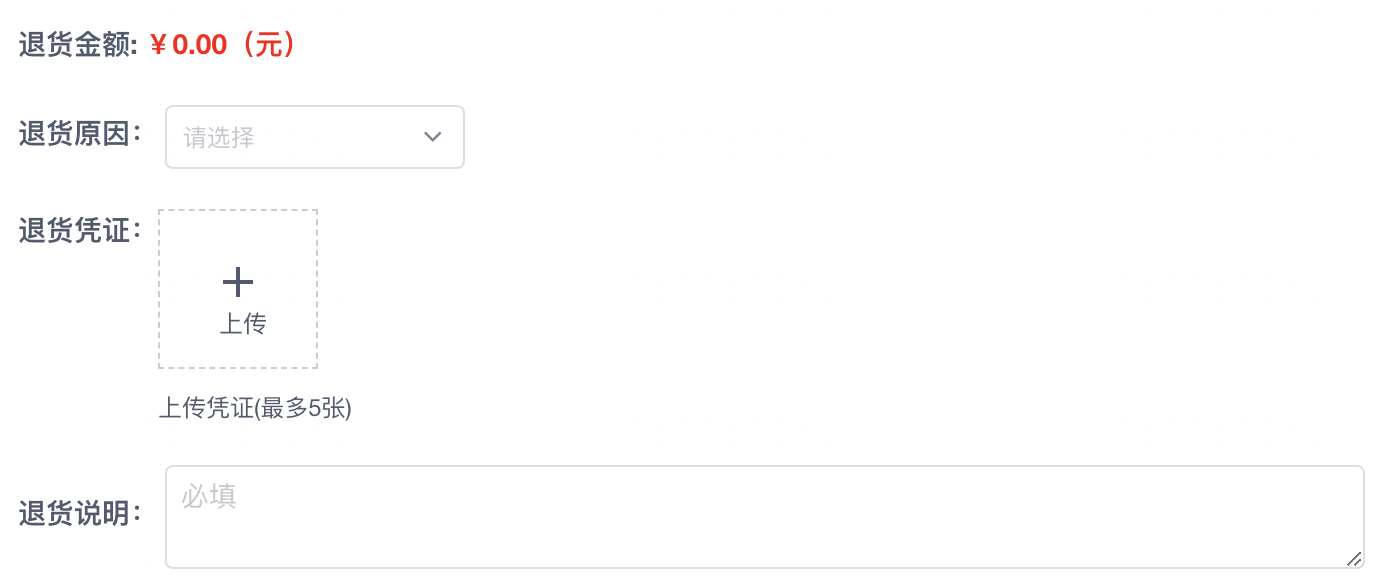 退货金额: ¥ 0.00（元）
退货原因： 请选择
退货凭证：
上传
上传凭证(最多5张)
必填
退货说明：